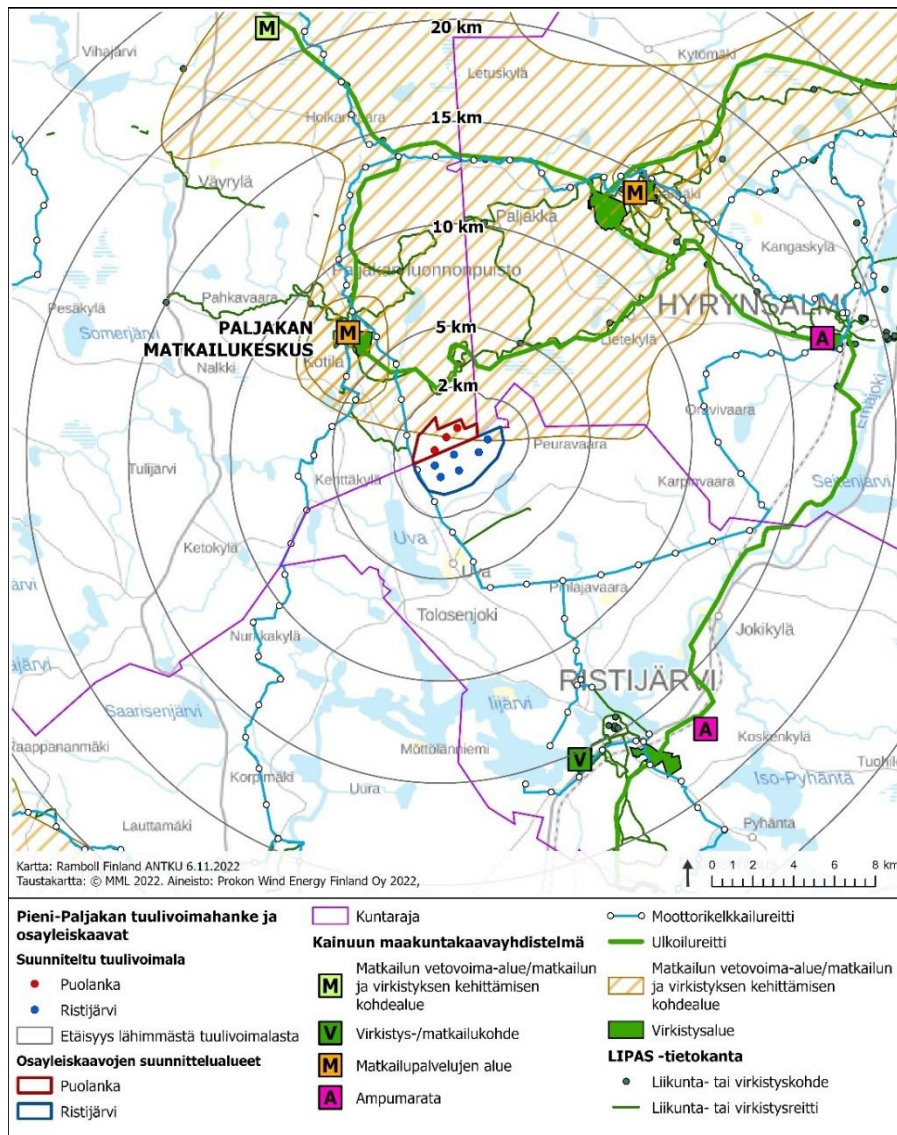 20 km
Vihajärvi
Kytömäki
M
Letuskylä
15 km
Väyrylä
M
Paljakka
10 km
Kangaskylä
Paljakan luonnonpuisto
Pahkavaara
HYRYNSALMI
Pesäkylä
Somerjärvi
PALJAKAN
MATKAILUKESKUS
M
5 km
Lietekylä
A
Nalkki
Kotila
2 km
Emäjoki
Oravivaara
Peuravaara
Tulijärvi
Kenttäkylä
Karpinvaara
Seitenjärvi
Ketokylä
Uva
Uva
Pihlajavaara
Tolosenjoki
Jokikylä
Nurkkakylä
RISTIJÄRVI
Saarisenjärvi
Iijärvi
A
Koskenkylä
Raappananmäki
Möttölänniemi
V
Korpimäki
Uura
Iso-Pyhäntä
Lauttamäki
Pyhäntä
Kartta: Ramboll Finland ANTKU 6.11.2022
Taustakartta: © MML 2022. Aineisto: Prokon Wind Energy Finland Oy 2022,
0 2 4 6 8 km
Pieni-Paljakan tuulivoimahanke ja
osayleiskaavat
Suunniteltu tuulivoimala
Puolanka
Ristijärvi
Etäisyys lähimmästä tuulivoimalasta
Osayleiskaavojen suunnittelualueet
Puolanka
Ristijärvi
Kuntaraja
Kainuun maakuntakaavayhdistelmä
M
Matkailun vetovoima-alue/matkailun
ja virkistyksen kehittämisen
kohdealue
V
Virkistys-/matkailukohde
M
Matkailupalvelujen alue
A
Ampumarata
Moottorikelkkailureitti
Ulkoilureitti
Matkailun vetovoima-alue/matkailun
ja virkistyksen kehittämisen
kohdealue
Virkistysalue
LIPAS -tietokanta
Liikunta- tai virkistyskohde
Liikunta- tai virkistysreitti